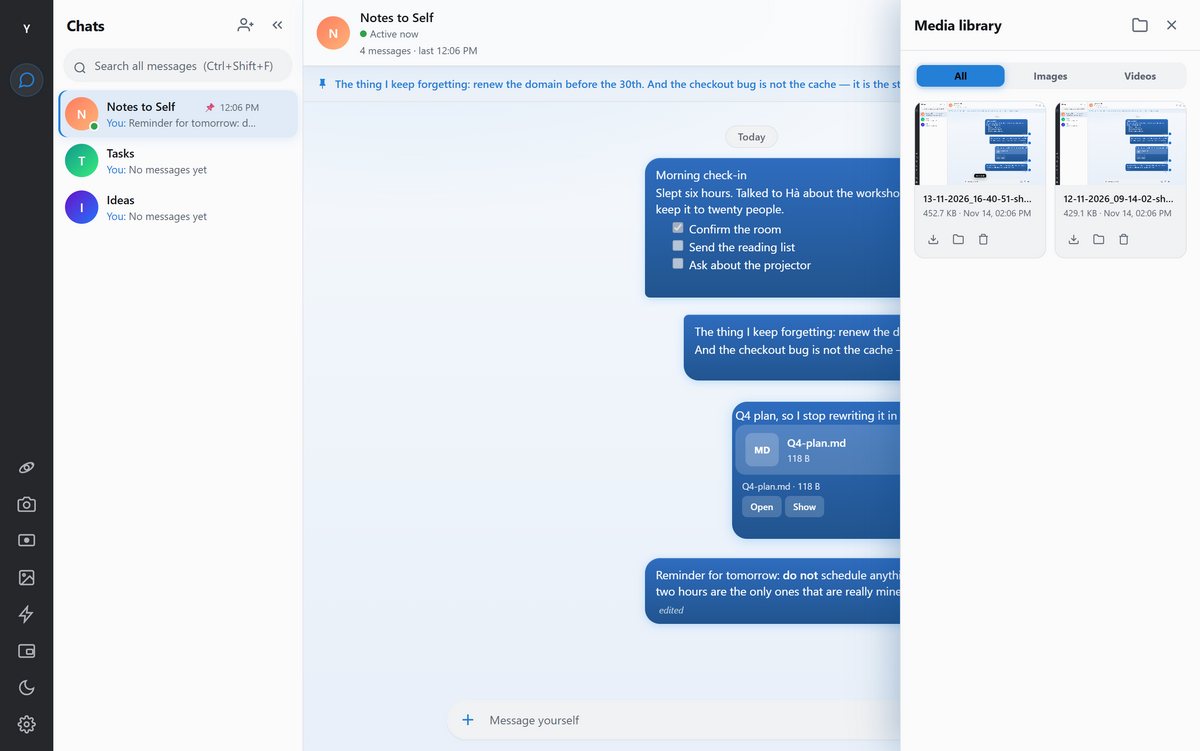 Y
Chats
Search all messages (Ctrl+Shift+F)
N
Notes to Self
12:06 PM
You: Reminder for tomorrow: d...
T
Tasks
You: No messages yet
I
Ideas
You: No messages yet
N
Notes to Self
Active now
4 messages · last 12:06 PM
The thing I keep forgetting: renew the domain before the 30th. And the checkout bug is not the cache — it is the st
Today
Morning check-in
Slept six hours. Talked to Hà about the worksho
keep it to twenty people.
Confirm the room
Send the reading list
Ask about the projector
The thing I keep forgetting: renew the d
And the checkout bug is not the cache –
Q4 plan, so I stop rewriting it in
MD
Q4-plan.md
118 B
Q4-plan.md · 118 B
Open
Show
Reminder for tomorrow: do not schedule anythi
two hours are the only ones that are really mine
edited
Message yourself
Media library
All
Images
Videos
13-11-2026_16-40-51-sh...
452.7 KB · Nov 14, 02:06 PM
12-11-2026_09-14-02-sh...
429.1 KB · Nov 14, 02:06 PM